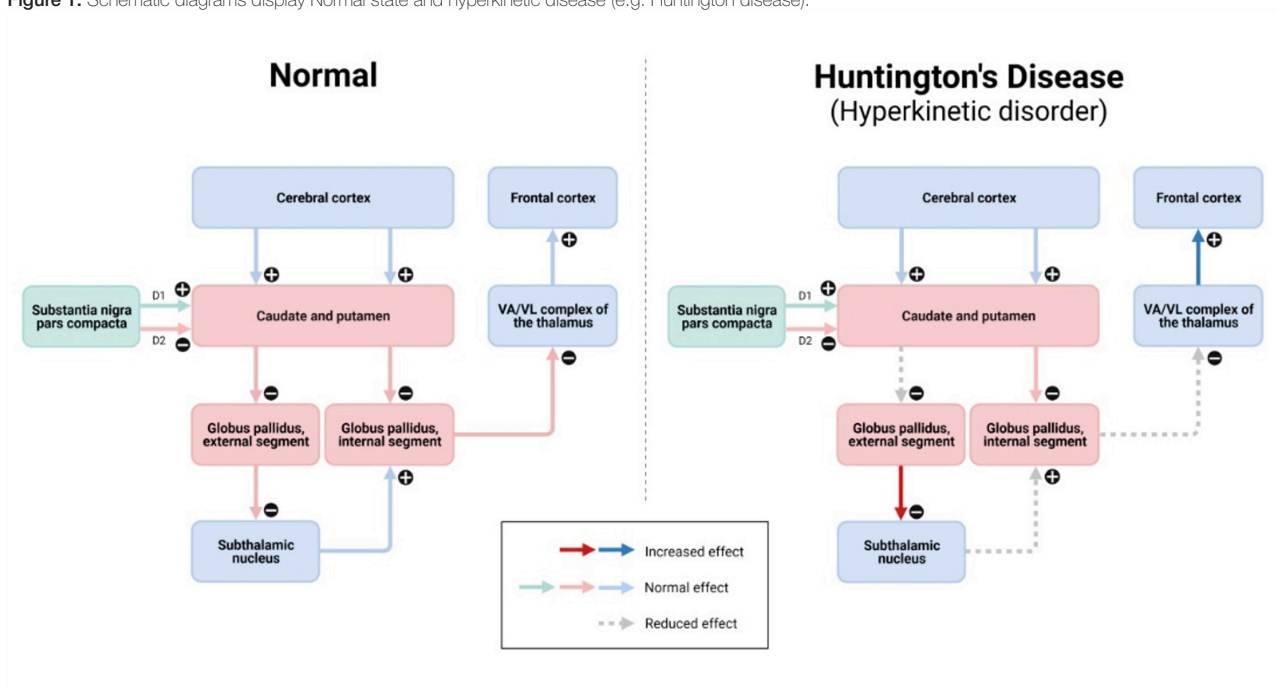 Figure 1. Schematic diagrams display Normal state and hyperkinetic disease (e.g. Huntington disease).
Normal
Cerebral cortex
Frontal cortex
+
+
+
Substantia nigra
pars compacta
D1
+
D2
−
Caudate and putamen
VA/VL complex of
the thalamus
−
−
−
Globus pallidus,
external segment
Globus pallidus,
internal segment
+
−
Subthalamic
nucleus
Huntington's Disease
(Hyperkinetic disorder)
Cerebral cortex
Frontal cortex
+
+
+
Substantia nigra
pars compacta
D1
+
D2
−
Caudate and putamen
VA/VL complex of
the thalamus
−
−
−
Globus pallidus,
external segment
Globus pallidus,
internal segment
+
−
Subthalamic
nucleus
Increased effect
Normal effect
Reduced effect